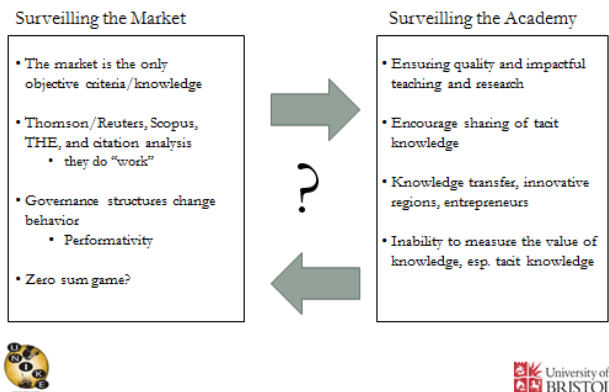 Surveilling the Market
• The market is the only
objective criteria/knowledge
• Thomson/Reuters, Scopus,
THE, and citation analysis
• they do “work”
• Governance structures change
behavior
• Performativity
• Zero sum game?
?
Surveilling the Academy
• Ensuring quality and impactful
teaching and research
• Encourage sharing of tacit
knowledge
• Knowledge transfer, innovative
regions, entrepreneurs
• Inability to measure the value of
knowledge, esp. tacit knowledge
UNIKE
University of
BRISTOL